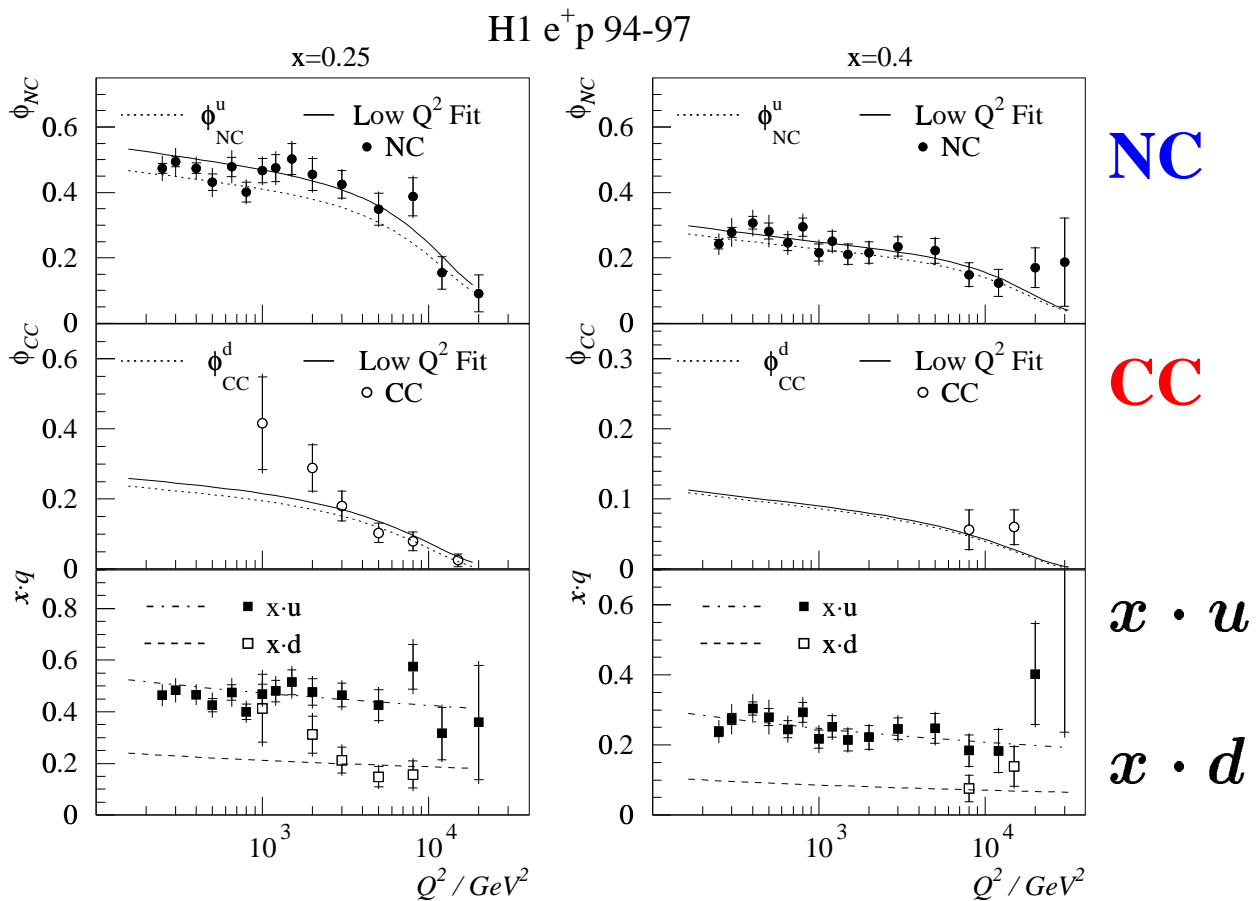 H1 e⁺p 94-97
x=0.25
x=0.4
ϕ_NC
0.6
0.4
0.2
0
ϕ^u_NC
Low Q² Fit
NC
ϕ_NC
0.6
0.4
0.2
0
ϕ^u_NC
Low Q² Fit
NC
NC
ϕ_CC
0.6
0.4
0.2
0
ϕ^d_CC
Low Q² Fit
CC
ϕ_CC
0.3
0.2
0.1
0
ϕ^d_CC
Low Q² Fit
CC
CC
x·q
0.8
0.6
0.4
0.2
0
x·u
x·d
10³
10⁴
Q² / GeV²
x·q
0.6
0.4
0.2
0
x·u
x·d
10³
10⁴
Q² / GeV²
x · u
x · d